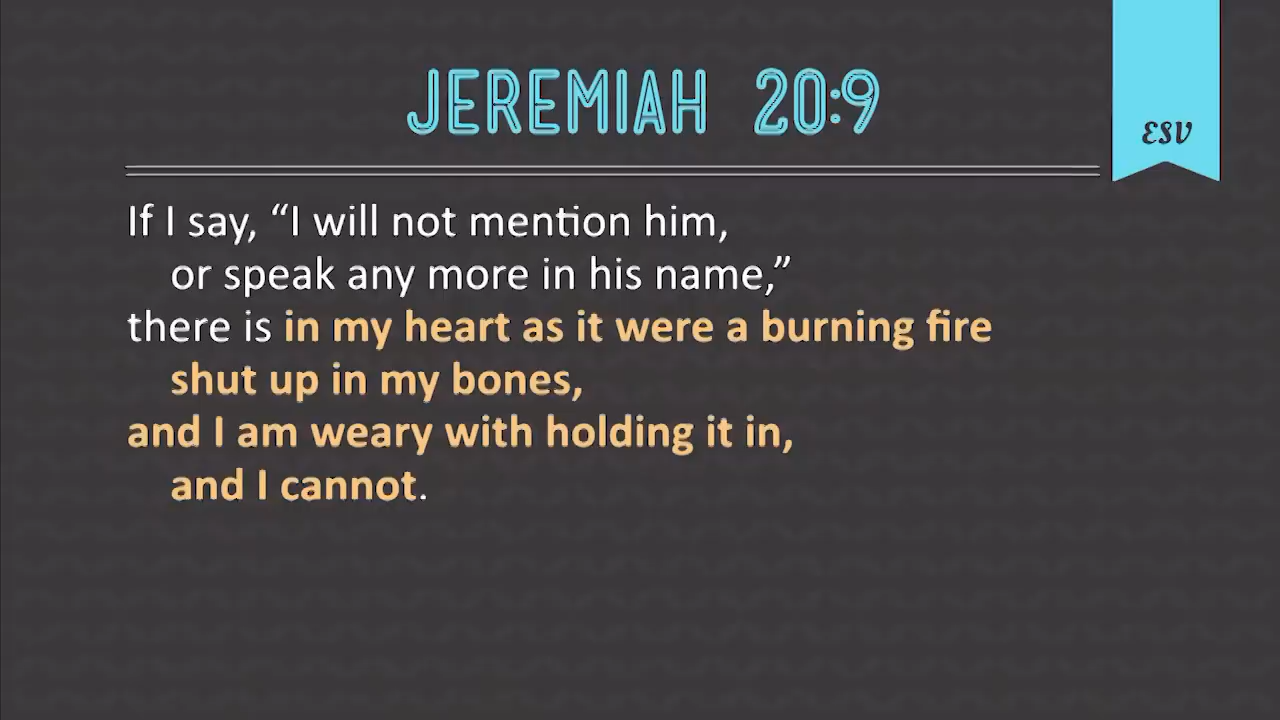 JEREMIAH 20:9
ESV
If I say, “I will not mention him,
or speak any more in his name,”
there is in my heart as it were a burning fire
shut up in my bones,
and I am weary with holding it in,
and I cannot.